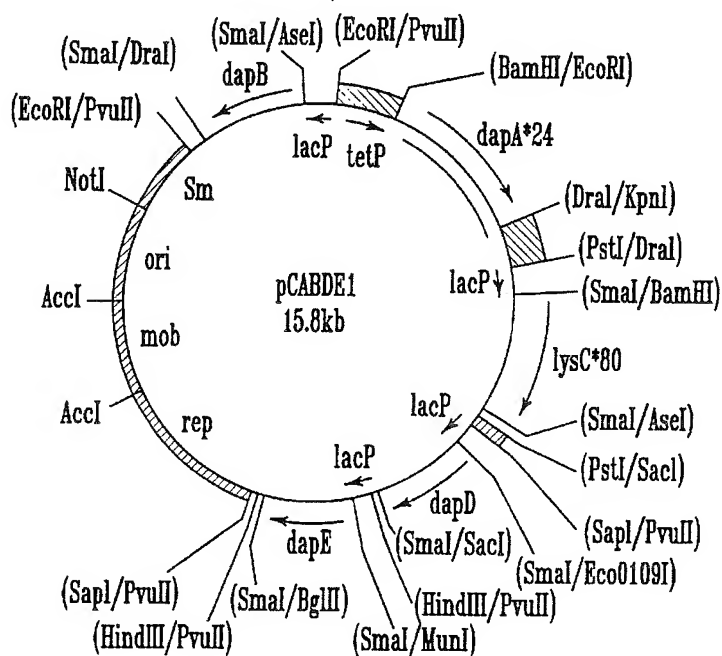 (SmaI/AseI)
(EcoRI/PvuII)
(SmaI/DraI)
dapB
(BamHI/EcoRI)
(EcoRI/PvuII)
dapA*24
lacP
tetP
NotI
Sm
(DraI/KpnI)
ori
(PstI/DraI)
pCABDE1
lacP
(SmaI/BamHI)
AccI
15.8kb
mob
lysC*80
AccI
lacP
(SmaI/AseI)
rep
(PstI/SacI)
lacP
dapD
(SapI/PvuII)
dapE
(SmaI/SacI)
(SmaI/Eco0109I)
(SapI/PvuII)
(SmaI/BglII)
(HindIII/PvuII)
(HindIII/PvuII)
(SmaI/MunI)